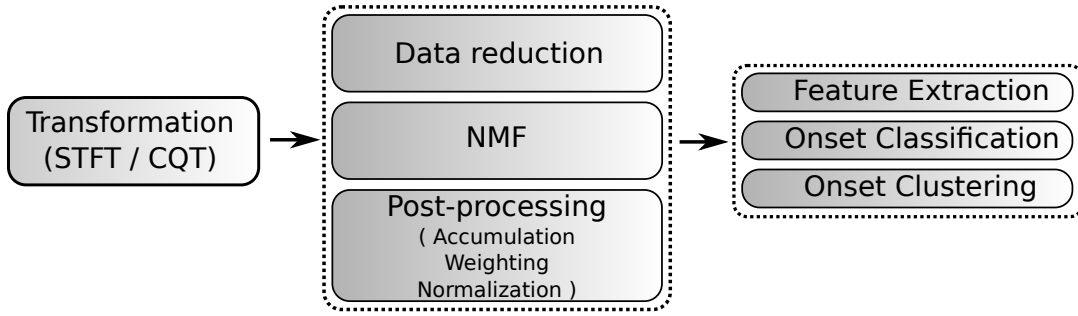 Transformation
(STFT / CQT)
Data reduction
NMF
Post-processing
( Accumulation
Weighting
Normalization )
Feature Extraction
Onset Classification
Onset Clustering